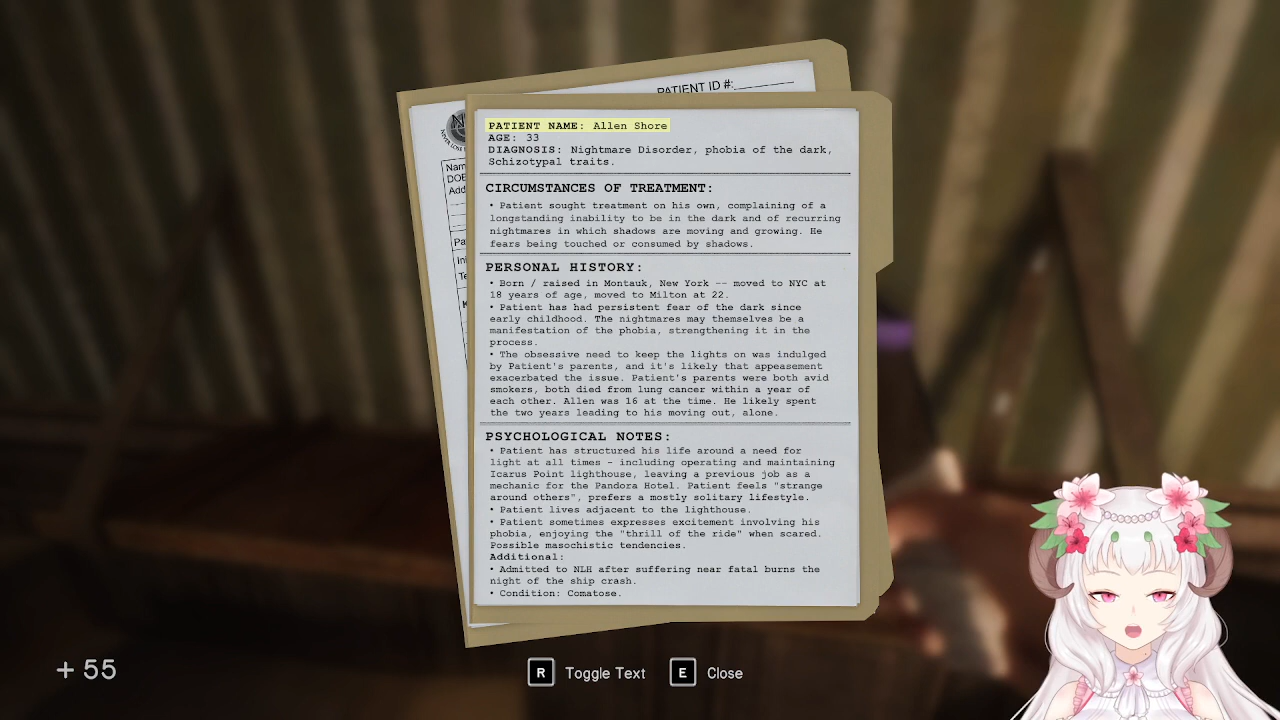 PATIENT ID #:
PATIENT NAME: Allen Shore
AGE: 33
DIAGNOSIS: Nightmare Disorder, phobia of the dark,
Schizotypal traits.
CIRCUMSTANCES OF TREATMENT:
• Patient sought treatment on his own, complaining of a
longstanding inability to be in the dark and of recurring
nightmares in which shadows are moving and growing. He
fears being touched or consumed by shadows.
PERSONAL HISTORY:
• Born / raised in Montauk, New York -- moved to NYC at
18 years of age, moved to Milton at 22.
• Patient has had persistent fear of the dark since
early childhood. The nightmares may themselves be a
manifestation of the phobia, strengthening it in the
process.
• The obsessive need to keep the lights on was indulged
by Patient's parents, and it's likely that appeasement
exacerbated the issue. Patient's parents were both avid
smokers, both died from lung cancer within a year of
each other. Allen was 16 at the time. He likely spent
the two years leading to his moving out, alone.
PSYCHOLOGICAL NOTES:
• Patient has structured his life around a need for
light at all times - including operating and maintaining
Icarus Point lighthouse, leaving a previous job as a
mechanic for the Pandora Hotel. Patient feels "strange
around others", prefers a mostly solitary lifestyle.
• Patient lives adjacent to the lighthouse.
• Patient sometimes expresses excitement involving his
phobia, enjoying the "thrill of the ride" when scared.
Possible masochistic tendencies.
Additional:
• Admitted to NLH after suffering near fatal burns the
night of the ship crash.
• Condition: Comatose.
+ 55
R Toggle Text E Close